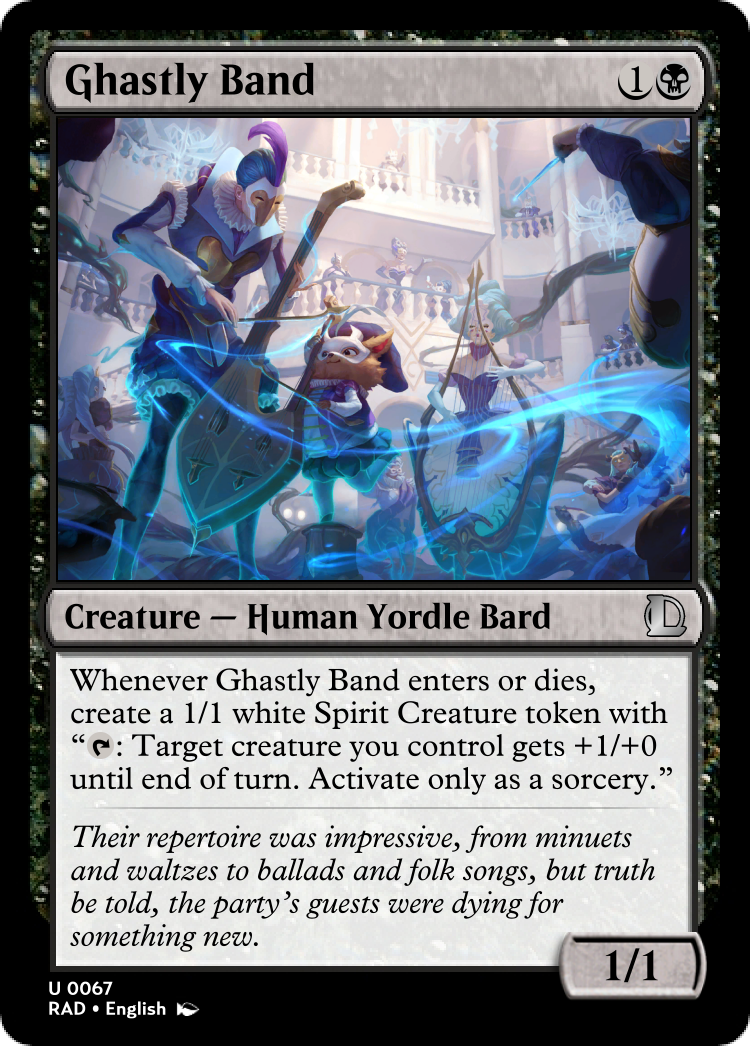 Ghastly Band
1
Creature — Human Yordle Bard
Whenever Ghastly Band enters or dies,
create a 1/1 white Spirit Creature token with
“ : Target creature you control gets +1/+0
until end of turn. Activate only as a sorcery.”
Their repertoire was impressive, from minuets
and waltzes to ballads and folk songs, but truth
be told, the party’s guests were dying for
something new.
1/1
U 0067
RAD • English